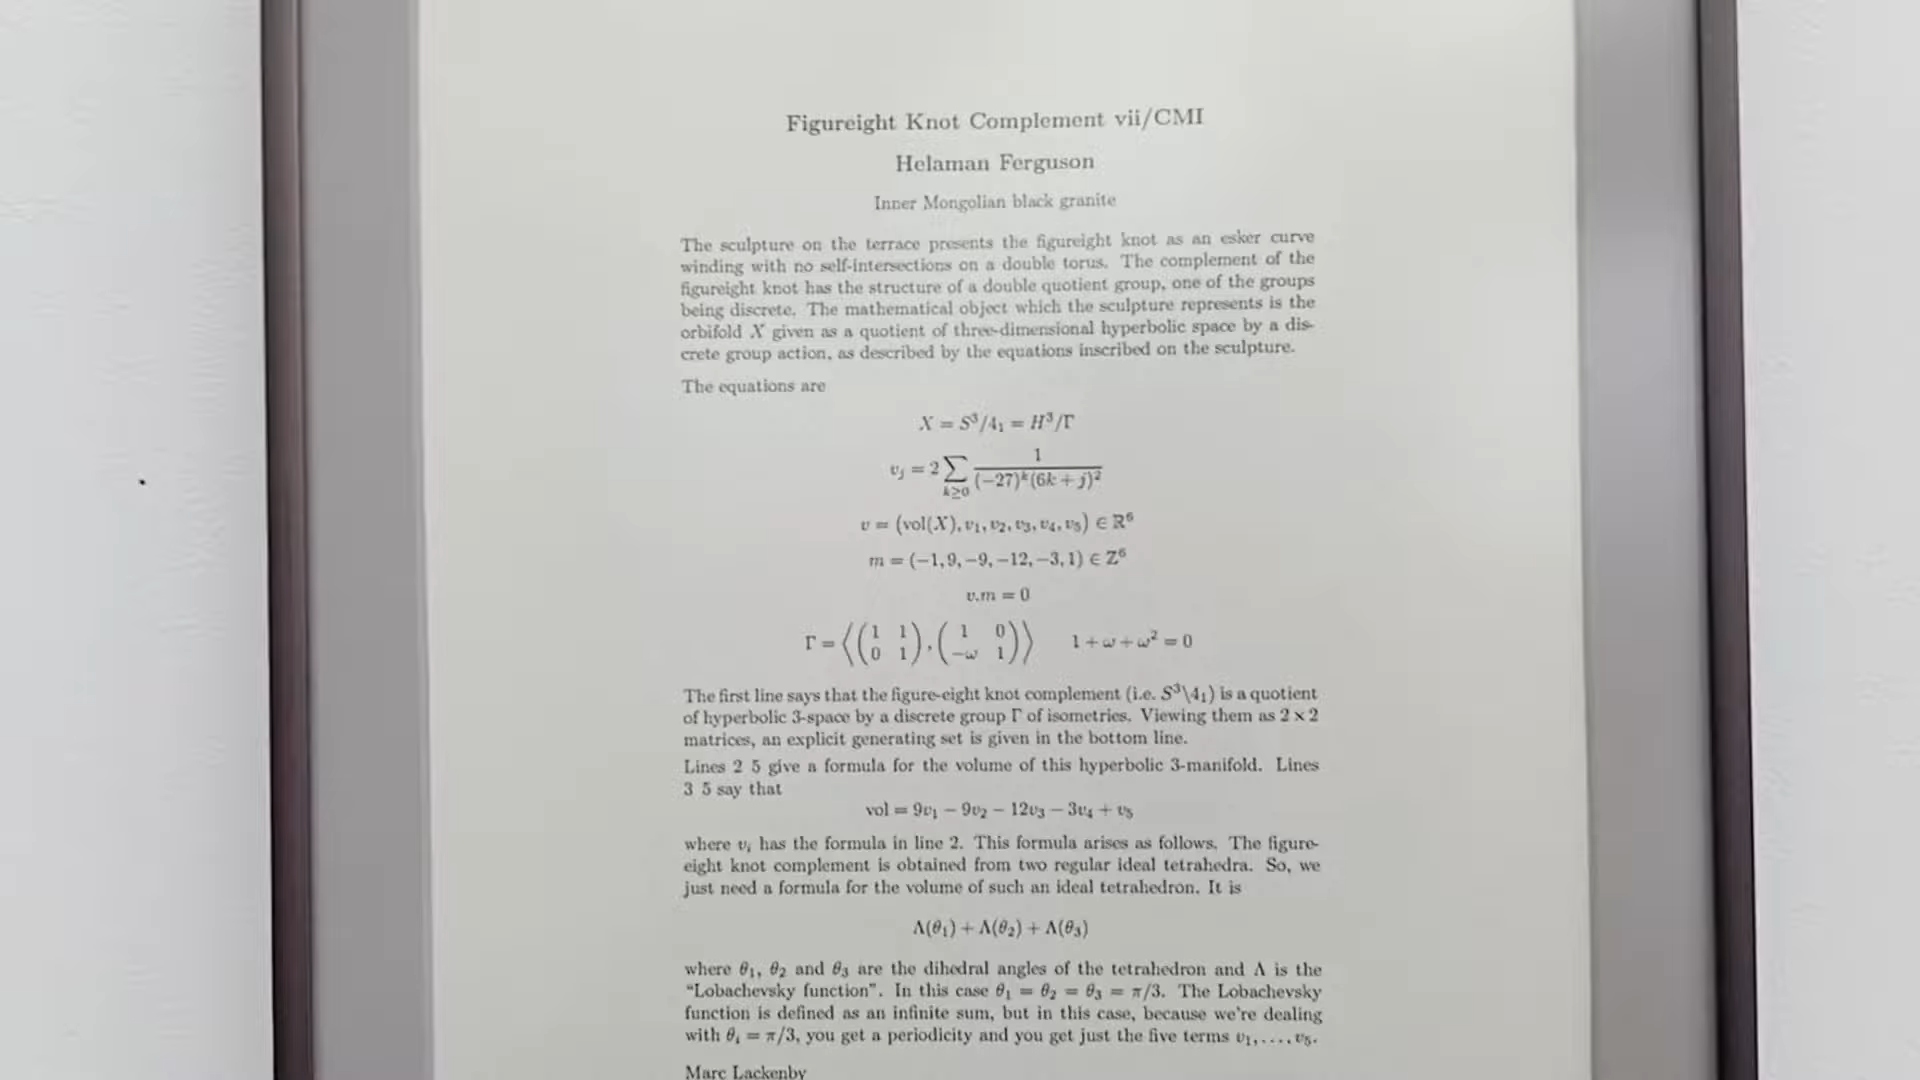 Figureight Knot Complement vii/CMI
Helaman Ferguson
Inner Mongolian black granite
The sculpture on the terrace presents the figureight knot as an esker curve
winding with no self-intersections on a double torus. The complement of the
figureight knot has the structure of a double quotient group, one of the groups
being discrete. The mathematical object which the sculpture represents is the
orbifold X given as a quotient of three-dimensional hyperbolic space by a dis-
crete group action, as described by the equations inscribed on the sculpture.
The equations are
X = S³/4₁ = H³/Γ
vⱼ = 2 ∑_{k≥0} 1/((−27)ᵏ(6k + j)²)
v = (vol(X), v₁, v₂, v₃, v₄, v₅) ∈ ℝ⁶
m = (−1, 9, −9, −12, −3, 1) ∈ ℤ⁶
v.m = 0
Γ = ⟨(1 1; 0 1), (1 0; −ω 1)⟩ 1 + ω + ω² = 0
The first line says that the figure-eight knot complement (i.e. S³\4₁) is a quotient
of hyperbolic 3-space by a discrete group Γ of isometries. Viewing them as 2 × 2
matrices, an explicit generating set is given in the bottom line.
Lines 2 5 give a formula for the volume of this hyperbolic 3-manifold. Lines
3 5 say that
vol = 9v₁ − 9v₂ − 12v₃ − 3v₄ + v₅
where vᵢ has the formula in line 2. This formula arises as follows. The figure-
eight knot complement is obtained from two regular ideal tetrahedra. So, we
just need a formula for the volume of such an ideal tetrahedron. It is
Λ(θ₁) + Λ(θ₂) + Λ(θ₃)
where θ₁, θ₂ and θ₃ are the dihedral angles of the tetrahedron and Λ is the
"Lobachevsky function". In this case θ₁ = θ₂ = θ₃ = π/3. The Lobachevsky
function is defined as an infinite sum, but in this case, because we're dealing
with θᵢ = π/3, you get a periodicity and you get just the five terms v₁, . . . , v₅.
Marc Lackenby